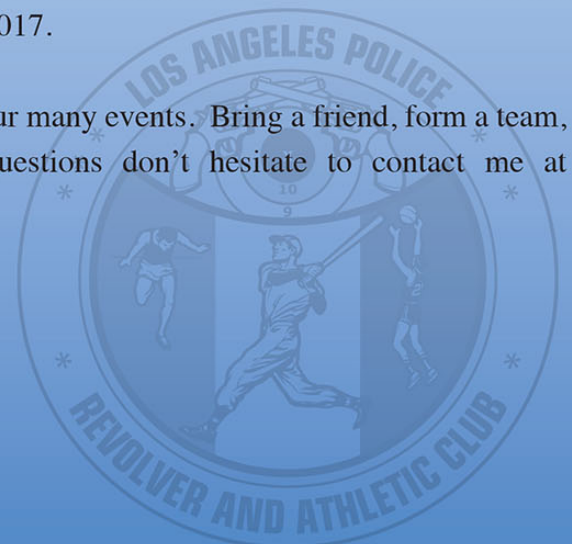 017.
ur many events. Bring a friend, form a team,
uestions don't hesitate to contact me at
LOS ANGELES POLICE
10
9
REVOLVER AND ATHLETIC CLUB